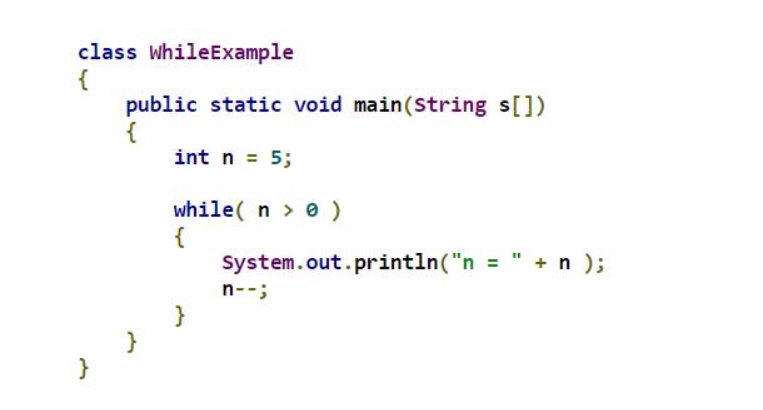 class WhileExample
{
public static void main(String s[])
{
int n = 5;
while( n > 0 )
{
System.out.println("n = " + n );
n--;
}
}
}